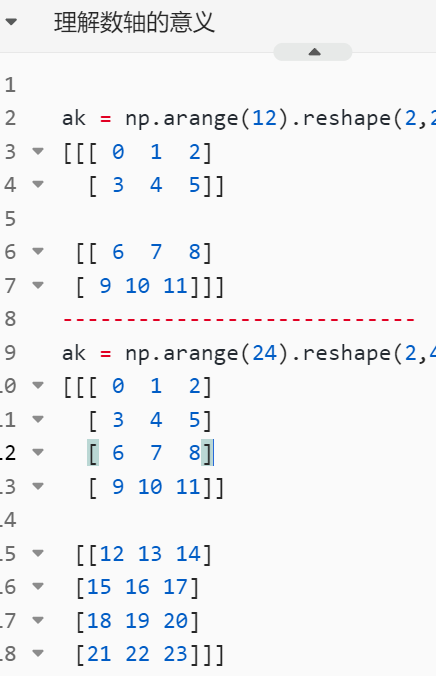 理解数轴的意义
1
2 ak = np.arange(12).reshape(2,2
3 [[[ 0 1 2]
4 [ 3 4 5]]
5
6 [[ 6 7 8]
7 [ 9 10 11]]]
8 ----------------------------
9 ak = np.arange(24).reshape(2,4
0 [[[ 0 1 2]
1 [ 3 4 5]
2 [ 6 7 8]
3 [ 9 10 11]]
4
5 [[12 13 14]
6 [15 16 17]
7 [18 19 20]
8 [21 22 23]]]